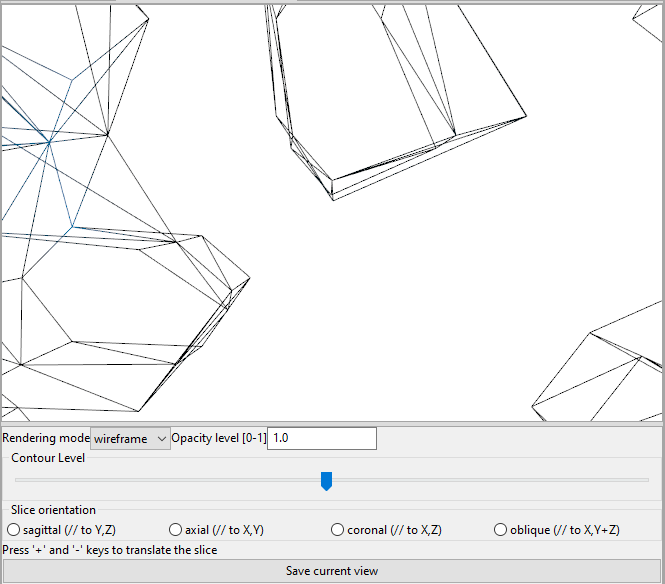 Rendering mode wireframe Opacity level [0-1] 1.0
Contour Level
Slice orientation
sagittal (// to Y,Z) axial (// to X,Y) coronal (// to X,Z) oblique (// to X,Y+Z)
Press '+' and '-' keys to translate the slice
Save current view